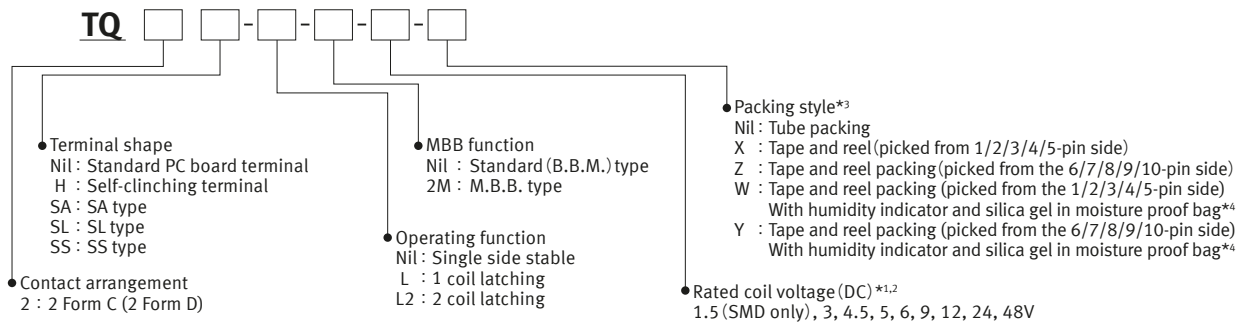 TQ - - - -
Terminal shape
Nil : Standard PC board terminal
H : Self-clinching terminal
SA : SA type
SL : SL type
SS : SS type
Contact arrangement
2 : 2 Form C (2 Form D)
MBB function
Nil : Standard (B.B.M.) type
2M : M.B.B. type
Operating function
Nil : Single side stable
L : 1 coil latching
L2 : 2 coil latching
Packing style*3
Nil : Tube packing
X : Tape and reel (picked from 1/2/3/4/5-pin side)
Z : Tape and reel packing (picked from the 6/7/8/9/10-pin side)
W : Tape and reel packing (picked from the 1/2/3/4/5-pin side)
With humidity indicator and silica gel in moisture proof bag*4
Y : Tape and reel packing (picked from the 6/7/8/9/10-pin side)
With humidity indicator and silica gel in moisture proof bag*4
Rated coil voltage (DC) *1,2
1.5 (SMD only), 3, 4.5, 5, 6, 9, 12, 24, 48V